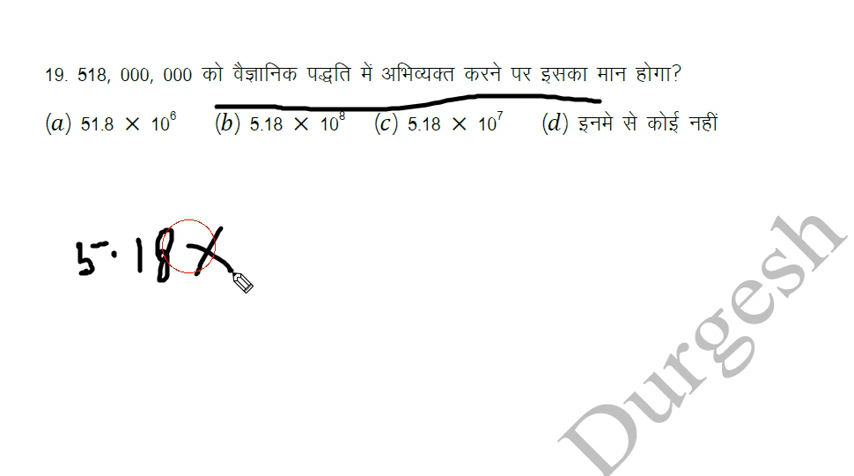 19. 518, 000, 000 को वैज्ञानिक पद्धति में अभिव्यक्त करने पर इसका मान होगा?
(a) 51.8 × 10⁶ (b) 5.18 × 10⁸ (c) 5.18 × 10⁷ (d) इनमे से कोई नहीं
5.18 ×
Durgesh